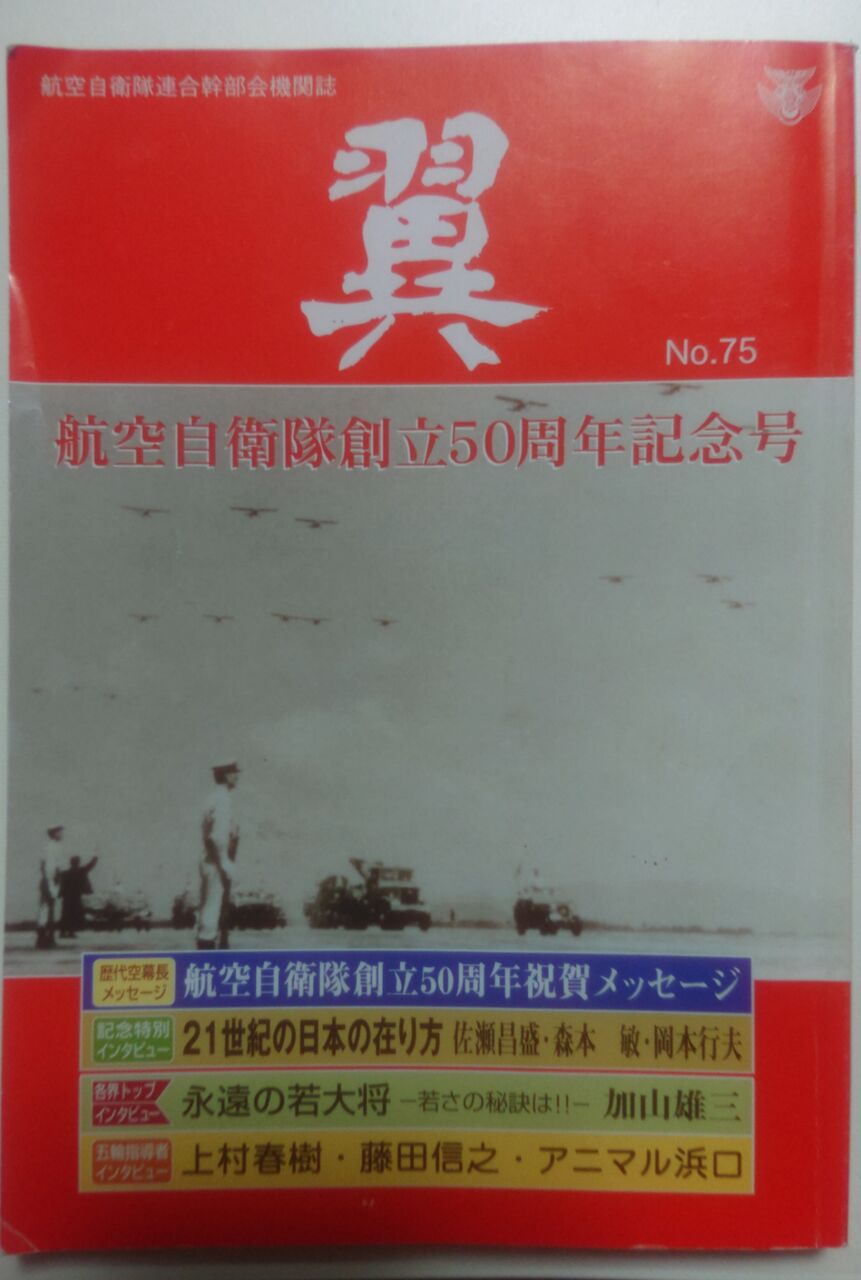 航空自衛隊連合幹部会機関誌
翼
No.75
航空自衛隊創立50周年記念号
歴代空幕長
メッセージ
航空自衛隊創立50周年祝賀メッセージ
記念特別
インタビュー
21世紀の日本の在り方 佐瀬昌盛・森本　敏・岡本行夫
各界トップ
インタビュー
永遠の若大将 −若さの秘訣は!!− 加山雄三
五輪指導者
インタビュー
上村春樹・藤田信之・アニマル浜口